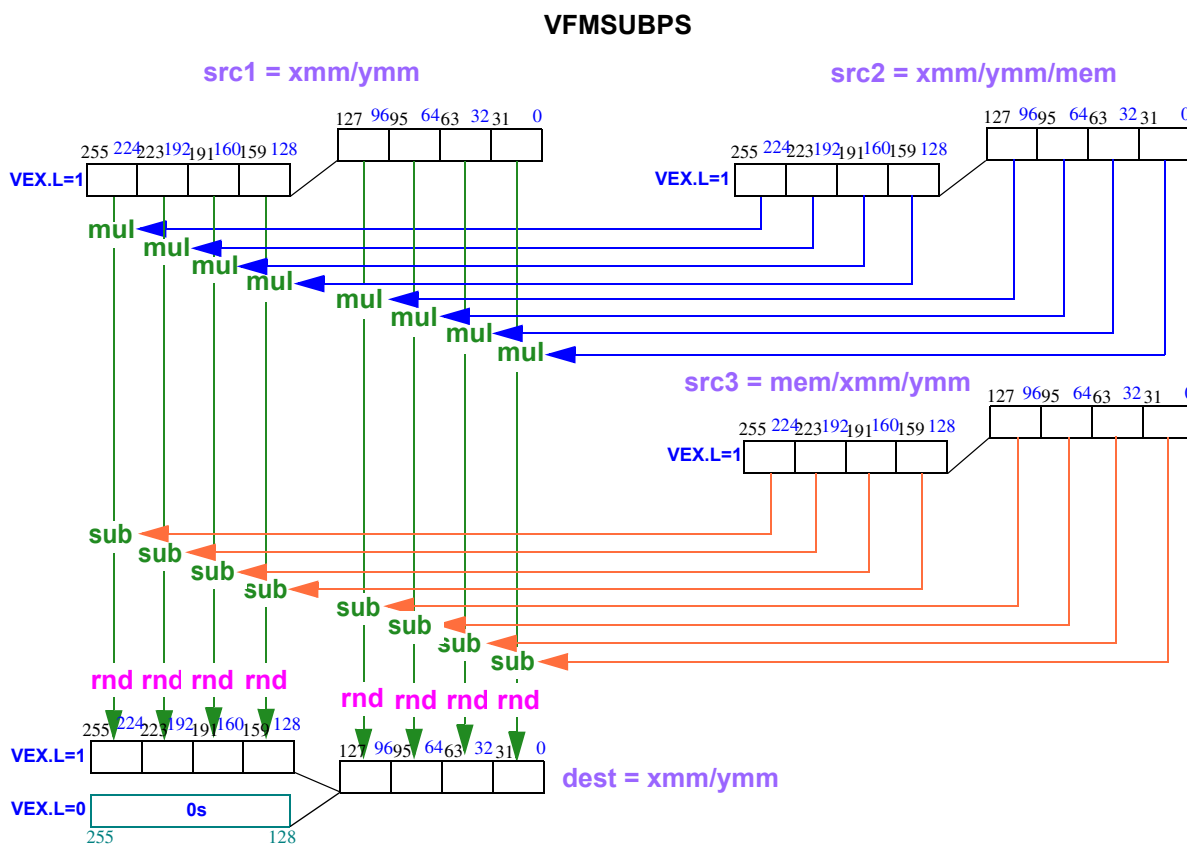 VFMSUBPS
src1 = xmm/ymm
src2 = xmm/ymm/mem
127 96 95 64 63 32 31 0
127 96 95 64 63 32 31 0
255 224 223 192 191 160 159 128
255 224 223 192 191 160 159 128
VEX.L=1
VEX.L=1
mul
mul
mul
mul
mul
mul
mul
mul
src3 = mem/xmm/ymm
127 96 95 64 63 32 31 0
255 224 223 192 191 160 159 128
VEX.L=1
sub
sub
sub
sub
sub
sub
sub
sub
rnd rnd rnd rnd
rnd rnd rnd rnd
255 224 223 192 191 160 159 128
127 96 95 64 63 32 31 0
VEX.L=1
dest = xmm/ymm
VEX.L=0 0s
255 128